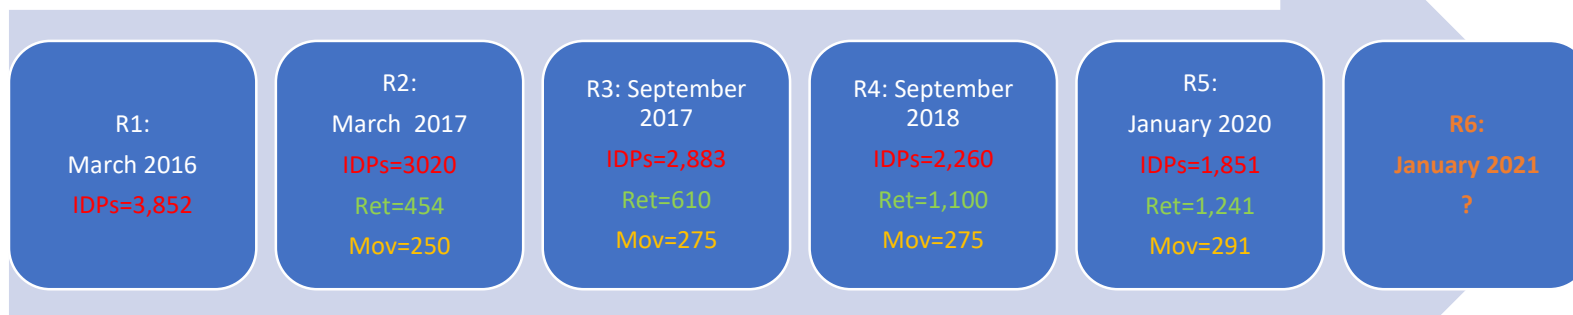 R1:
March 2016
IDPs=3,852
R2:
March 2017
IDPs=3020
Ret=454
Mov=250
R3: September
2017
IDPs=2,883
Ret=610
Mov=275
R4: September
2018
IDPs=2,260
Ret=1,100
Mov=275
R5:
January 2020
IDPs=1,851
Ret=1,241
Mov=291
R6:
January 2021
?